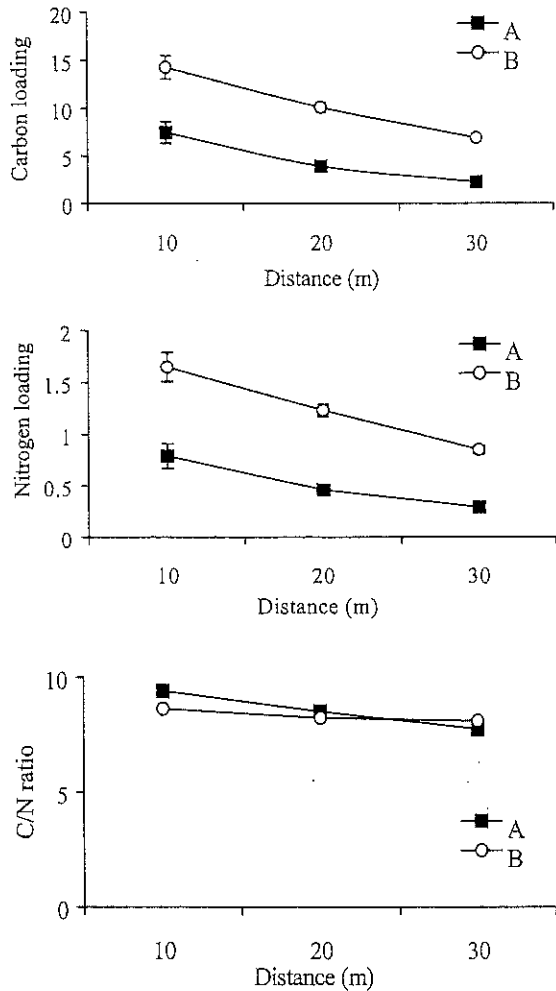 Carbon loading
20
15
10
5
0
A
B
10 20 30
Distance (m)
Nitrogen loading
2
1.5
1
0.5
0
A
B
10 20 30
Distance (m)
C/N ratio
10
5
0
A
B
10 20 30
Distance (m)